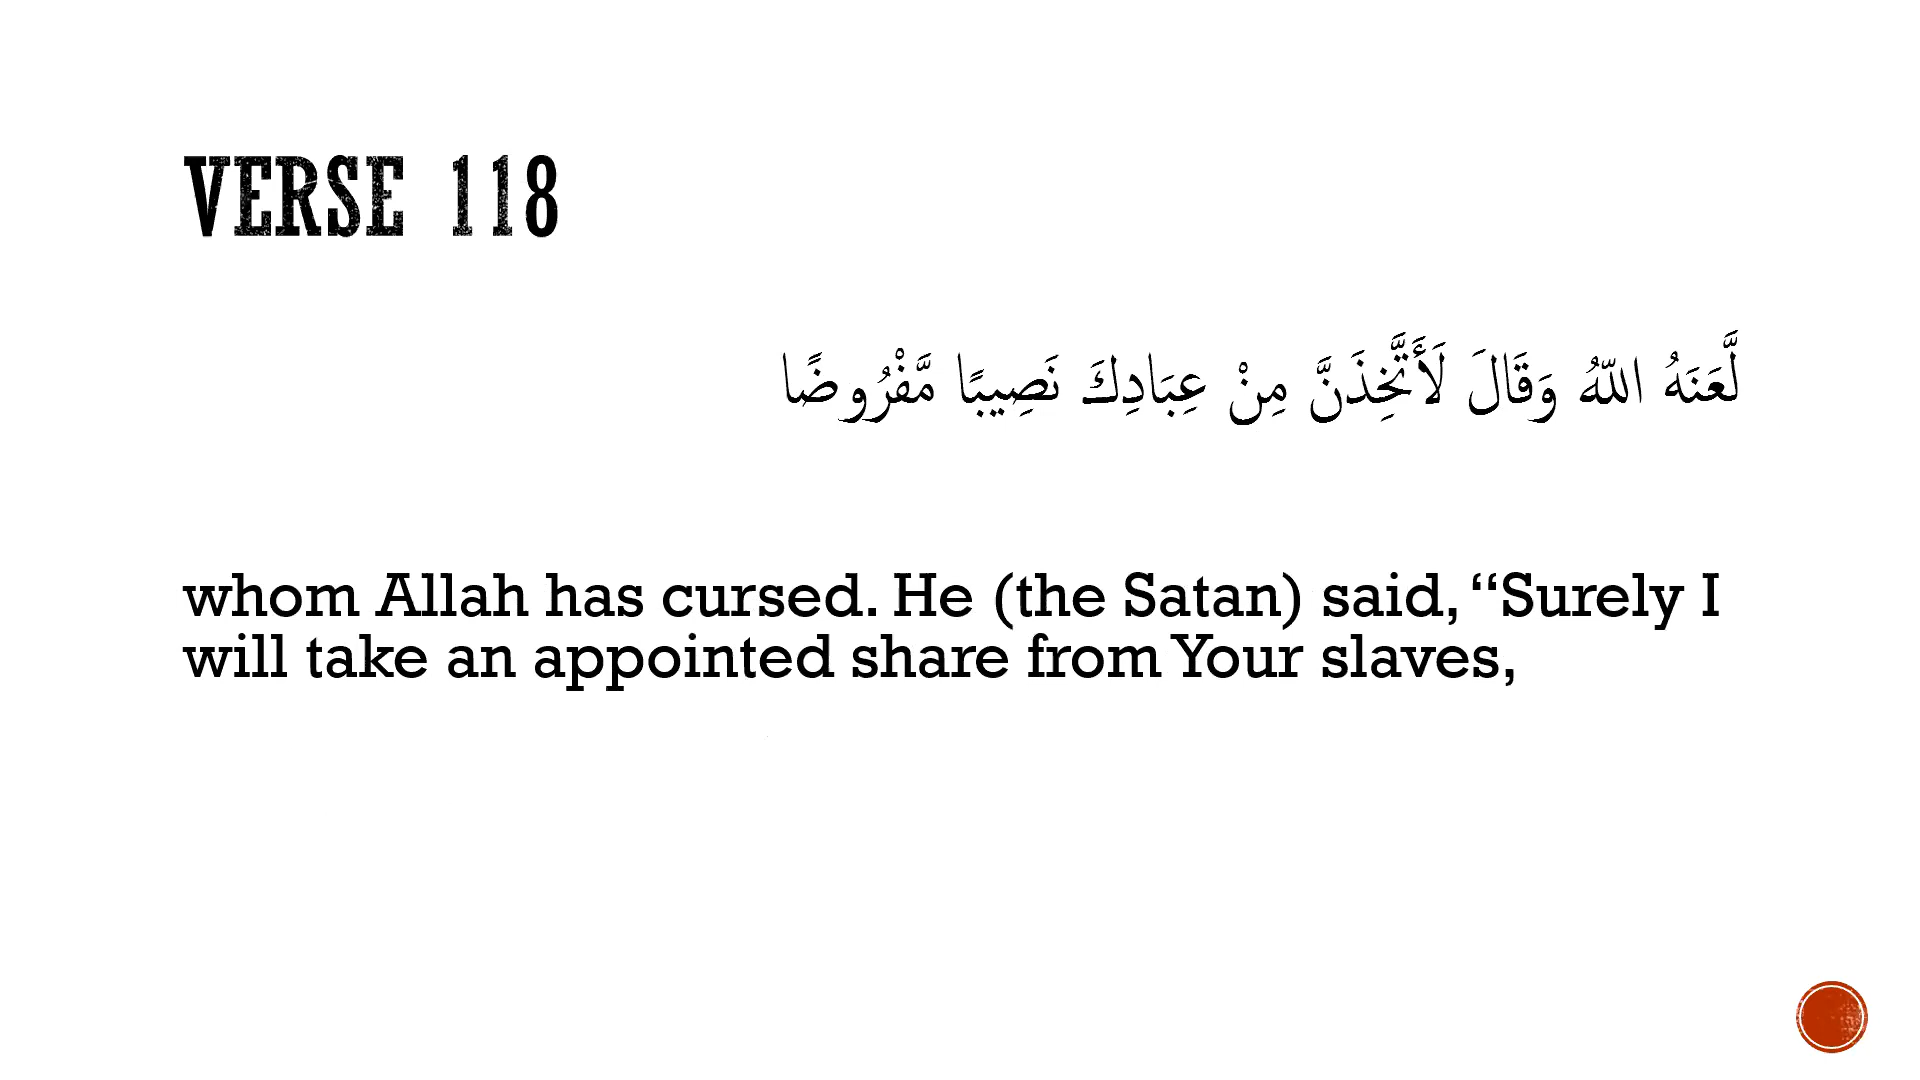 VERSE 118
لَّعَنَهُ اللّٰهُ وَقَالَ لَأَتَّخِذَنَّ مِنْ عِبَادِكَ نَصِيبًا مَّفْرُوضًا
whom Allah has cursed. He (the Satan) said, “Surely I
will take an appointed share from Your slaves,